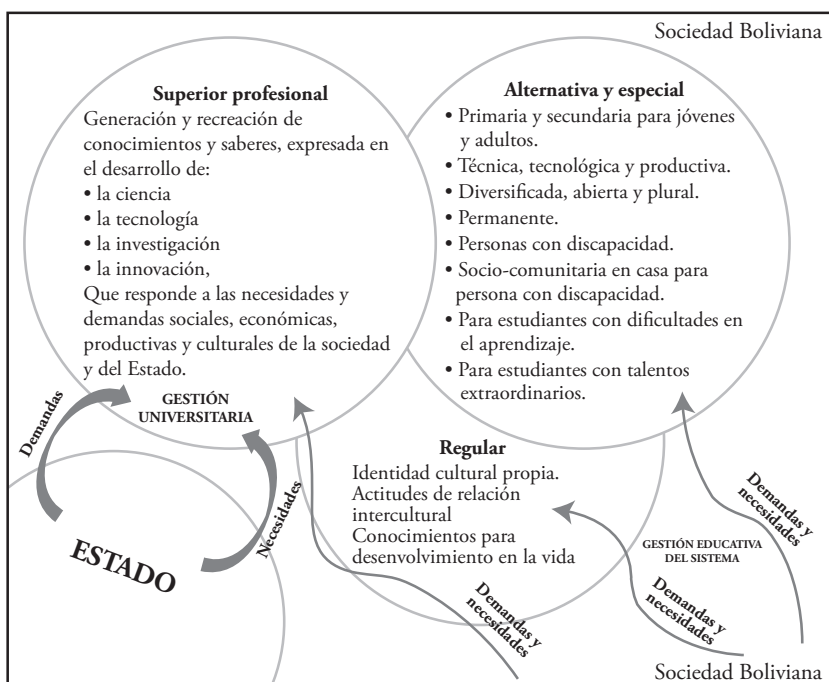 Sociedad Boliviana
Superior profesional
Generación y recreación de
conocimientos y saberes, expresada en
el desarrollo de:
• la ciencia
• la tecnología
• la investigación
• la innovación,
Que responde a las necesidades y
demandas sociales, económicas,
productivas y culturales de la sociedad
y del Estado.
GESTIÓN
UNIVERSITARIA
Alternativa y especial
• Primaria y secundaria para jóvenes
y adultos.
• Técnica, tecnológica y productiva.
• Diversificada, abierta y plural.
• Permanente.
• Personas con discapacidad.
• Socio-comunitaria en casa para
persona con discapacidad.
• Para estudiantes con dificultades en
el aprendizaje.
• Para estudiantes con talentos
extraordinarios.
Demandas
Necesidades
ESTADO
Regular
Identidad cultural propia.
Actitudes de relación
intercultural
Conocimientos para
desenvolvimiento en la vida
GESTIÓN EDUCATIVA
DEL SISTEMA
Demandas y
necesidades
Demandas y
necesidades
Demandas y
necesidades
Sociedad Boliviana